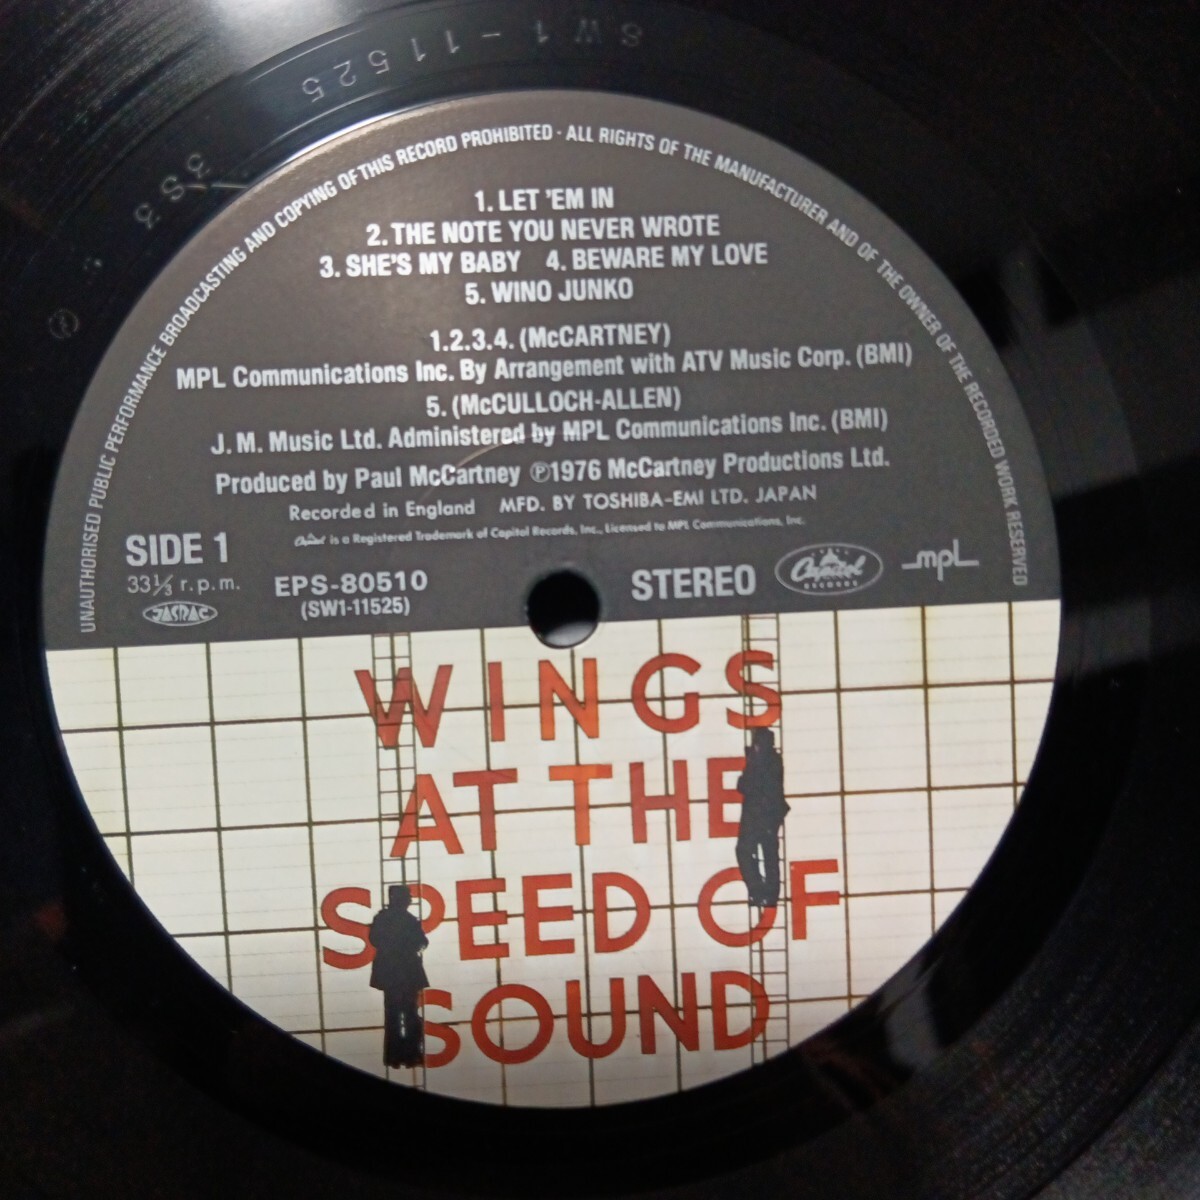 SW1-11525
3S3
UNAUTHORISED PUBLIC PERFORMANCE BROADCASTING AND COPYING OF THIS RECORD PROHIBITED · ALL RIGHTS OF THE MANUFACTURER AND OF THE OWNER OF THE RECORDED WORK RESERVED
1. LET 'EM IN
2. THE NOTE YOU NEVER WROTE
3. SHE'S MY BABY 4. BEWARE MY LOVE
5. WINO JUNKO
1.2.3.4. (McCARTNEY)
MPL Communications Inc. By Arrangement with ATV Music Corp. (BMI)
5. (McCULLOCH-ALLEN)
J. M. Music Ltd. Administered by MPL Communications Inc. (BMI)
Produced by Paul McCartney ℗1976 McCartney Productions Ltd.
Recorded in England MFD. BY TOSHIBA-EMI LTD. JAPAN
Capitol is a Registered Trademark of Capitol Records, Inc., Licensed to MPL Communications, Inc.
SIDE 1
33⅓ r.p.m.
JASRAC
EPS-80510
(SW1-11525)
STEREO
Capitol
RECORDS
MPL
WINGS
AT THE
SPEED OF
SOUND